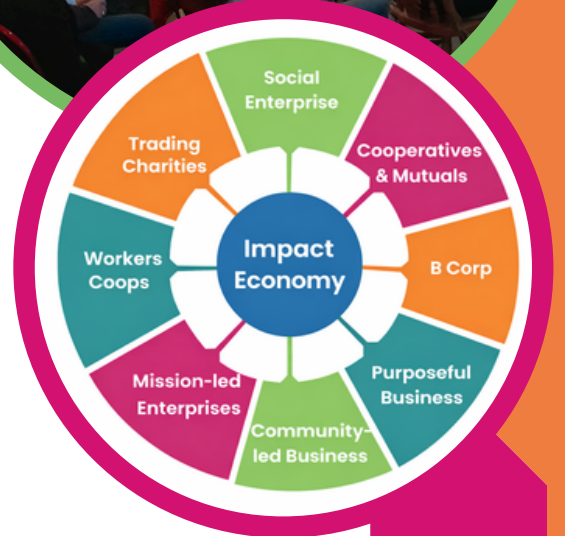 Social
Enterprise
Cooperatives
& Mutuals
B Corp
Purposeful
Business
Community-
led Business
Mission-led
Enterprises
Workers
Coops
Trading
Charities
Impact
Economy